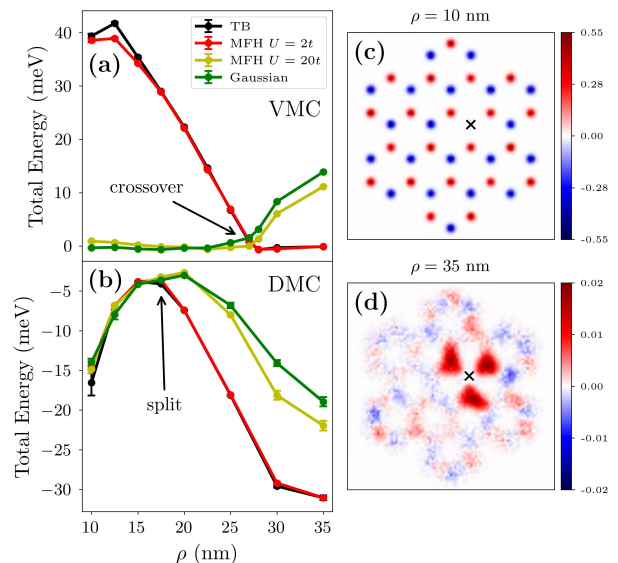 TB
MFH U = 2t
MFH U = 20t
Gaussian
(a)
VMC
crossover
Total Energy (meV)
40
30
20
10
0
(b)
DMC
split
Total Energy (meV)
−5
−10
−15
−20
−25
−30
10 15 20 25 30 35
ρ (nm)
ρ = 10 nm
(c)
0.55
0.28
0.00
-0.28
-0.55
ρ = 35 nm
(d)
0.02
0.01
0.00
-0.01
-0.02